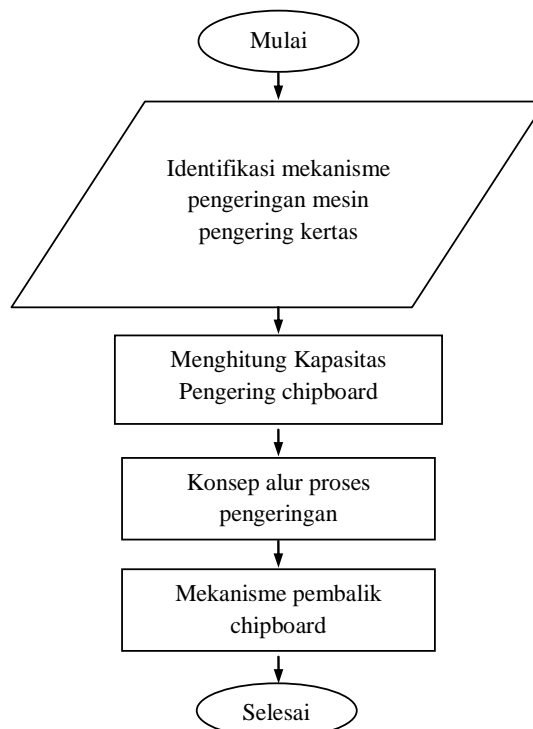 Mulai
Identifikasi mekanisme
pengeringan mesin
pengering kertas
Menghitung Kapasitas
Pengering chipboard
Konsep alur proses
pengeringan
Mekanisme pembalik
chipboard
Selesai